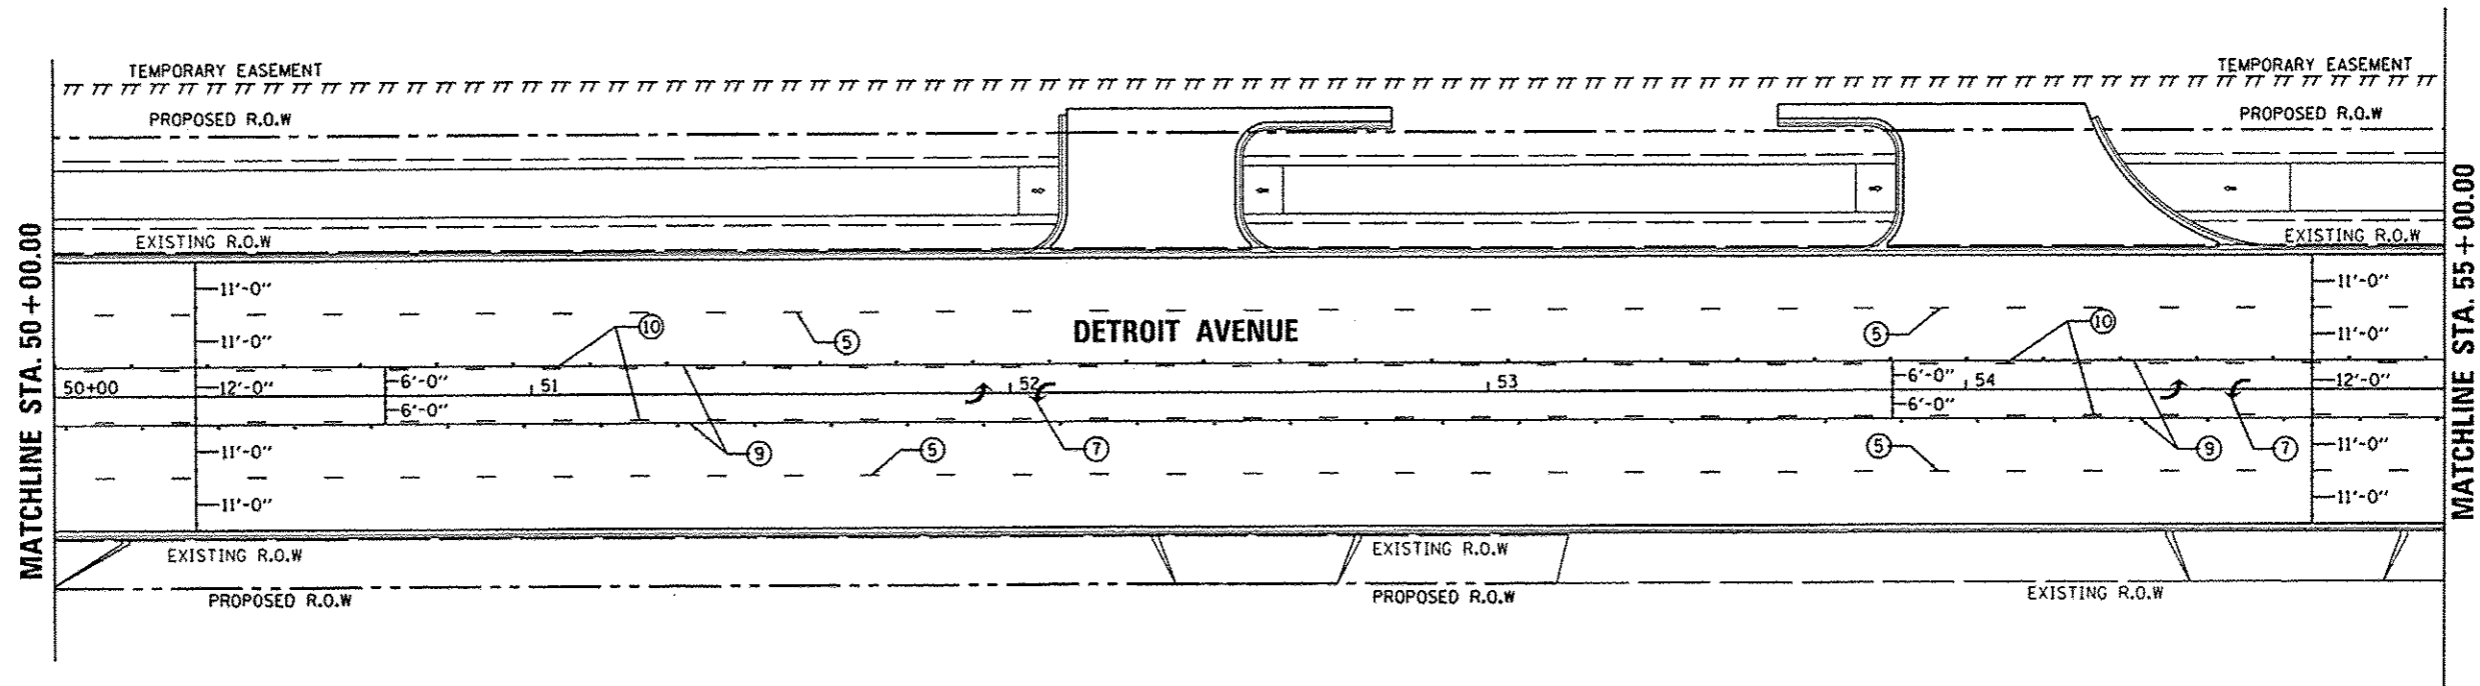 TEMPORARY EASEMENT
TEMPORARY EASEMENT
PROPOSED R.O.W
PROPOSED R.O.W
EXISTING R.O.W
EXISTING R.O.W
MATCHLINE STA. 50+00.00
MATCHLINE STA. 55+00.00
11'-0"
11'-0"
10
5
DETROIT AVENUE
5
10
11'-0"
11'-0"
50+00
12'-0"
6'-0"
51
52
53
6'-0"
54
12'-0"
6'-0"
6'-0"
11'-0"
9
5
7
5
9
7
11'-0"
11'-0"
11'-0"
EXISTING R.O.W
EXISTING R.O.W
PROPOSED R.O.W
PROPOSED R.O.W
EXISTING R.O.W